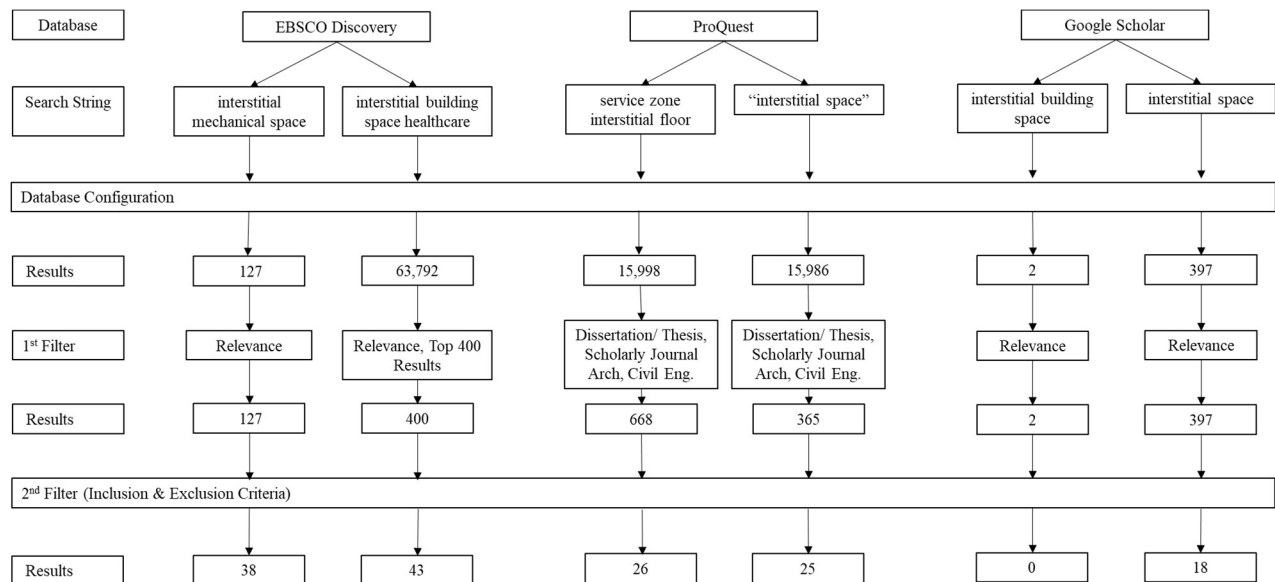 Database
EBSCO Discovery
ProQuest
Google Scholar
Search String
interstitial
mechanical space
interstitial building
space healthcare
service zone
interstitial floor
“interstitial space”
interstitial building
space
interstitial space
Database Configuration
Results
127
63,792
15,998
15,986
2
397
1st Filter
Relevance
Relevance, Top 400
Results
Dissertation/ Thesis,
Scholarly Journal
Arch, Civil Eng.
Dissertation/ Thesis,
Scholarly Journal
Arch, Civil Eng.
Relevance
Relevance
Results
127
400
668
365
2
397
2nd Filter (Inclusion & Exclusion Criteria)
Results
38
43
26
25
0
18